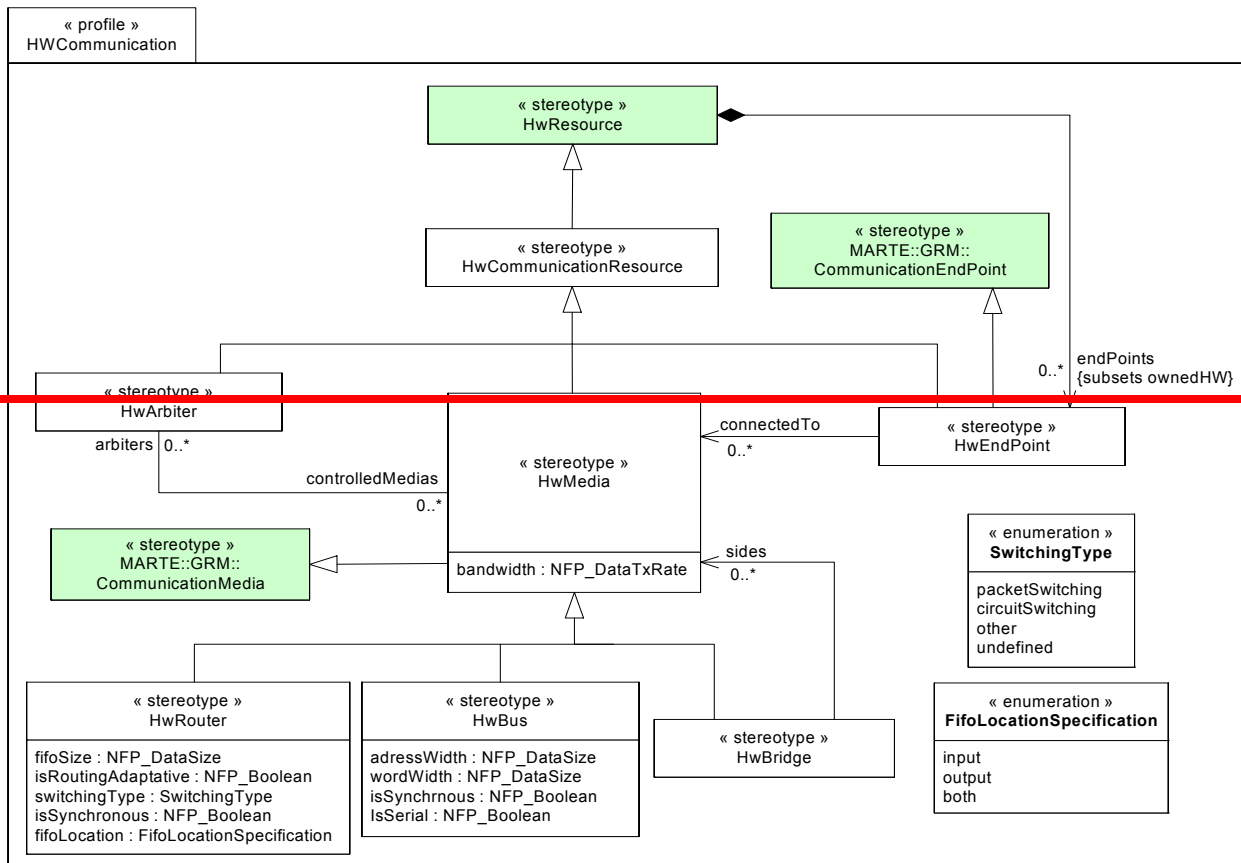 « profile »
HWCommunication
« stereotype »
HwResource
« stereotype »
HwCommunicationResource
« stereotype »
MARTE::GRM::
CommunicationEndPoint
endPoints
0..*
{subsets ownedHW}
« stereotype »
HwArbiter
arbiters
0..*
controlledMedias
0..*
« stereotype »
HwMedia
bandwidth : NFP_DataTxRate
connectedTo
0..*
« stereotype »
HwEndPoint
« stereotype »
MARTE::GRM::
CommunicationMedia
sides
0..*
« enumeration »
SwitchingType
packetSwitching
circuitSwitching
other
undefined
« stereotype »
HwRouter
fifoSize : NFP_DataSize
isRoutingAdaptative : NFP_Boolean
switchingType : SwitchingType
isSynchronous : NFP_Boolean
fifoLocation : FifoLocationSpecification
« stereotype »
HwBus
adressWidth : NFP_DataSize
wordWidth : NFP_DataSize
isSynchrnous : NFP_Boolean
IsSerial : NFP_Boolean
« stereotype »
HwBridge
« enumeration »
FifoLocationSpecification
input
output
both